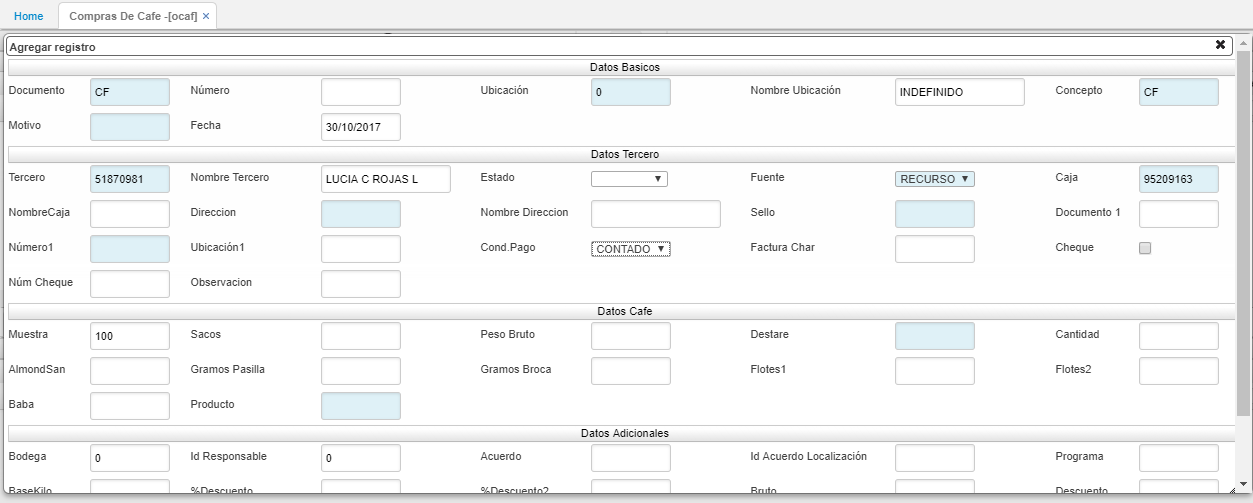 Home Compras De Cafe -[ocaf] ×
Agregar registro ✖
Datos Basicos
Documento CF Número Ubicación 0 Nombre Ubicación INDEFINIDO Concepto CF
Motivo Fecha 30/10/2017
Datos Tercero
Tercero 51870981 Nombre Tercero LUCIA C ROJAS L Estado Fuente RECURSO Caja 95209163
NombreCaja Direccion Nombre Direccion Sello Documento 1
Número1 Ubicación1 Cond.Pago CONTADO Factura Char Cheque
Núm Cheque Observacion
Datos Cafe
Muestra 100 Sacos Peso Bruto Destare Cantidad
AlmondSan Gramos Pasilla Gramos Broca Flotes1 Flotes2
Baba Producto
Datos Adicionales
Bodega 0 Id Responsable 0 Acuerdo Id Acuerdo Localización Programa
BaseKilo %Descuento %Descuento2 Bruto Descuento